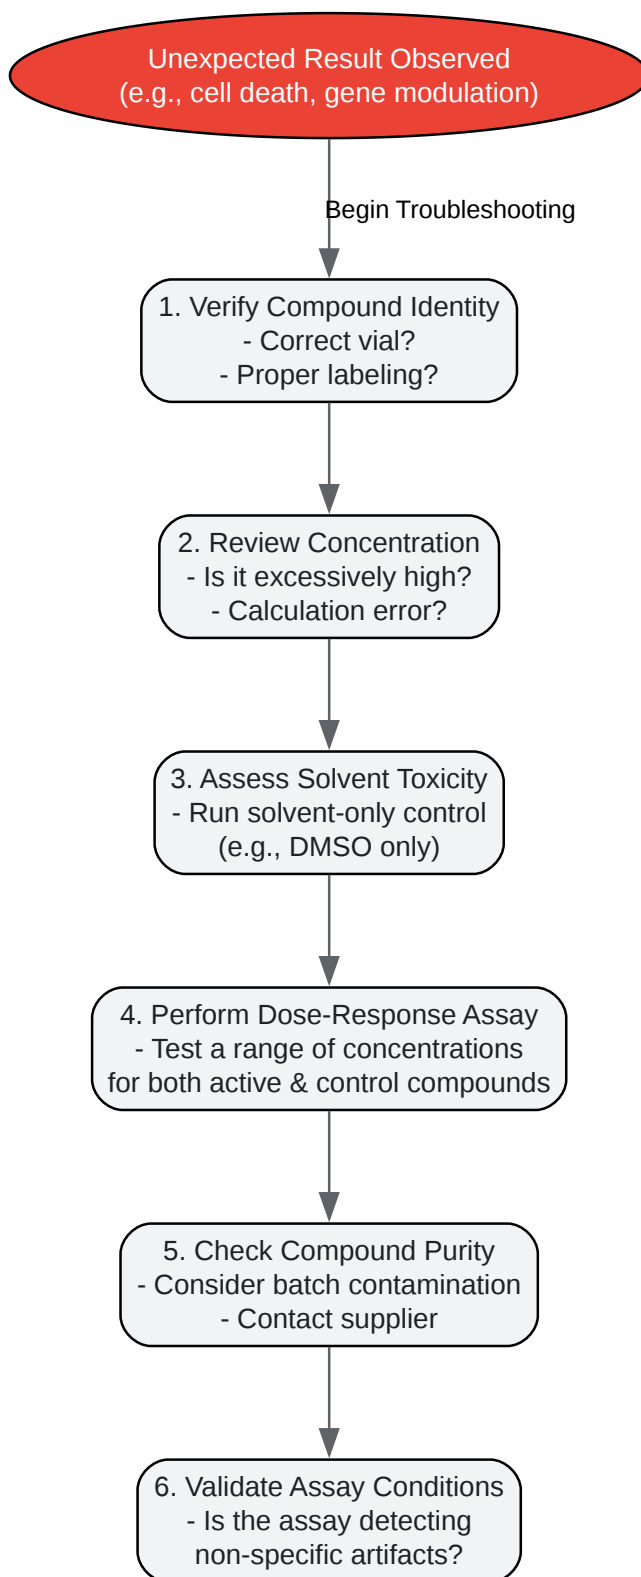 Unexpected Result Observed
(e.g., cell death, gene modulation)
Begin Troubleshooting
1. Verify Compound Identity
- Correct vial?
- Proper labeling?
2. Review Concentration
- Is it excessively high?
- Calculation error?
3. Assess Solvent Toxicity
- Run solvent-only control
(e.g., DMSO only)
4. Perform Dose-Response Assay
- Test a range of concentrations
for both active & control compounds
5. Check Compound Purity
- Consider batch contamination
- Contact supplier
6. Validate Assay Conditions
- Is the assay detecting
non-specific artifacts?